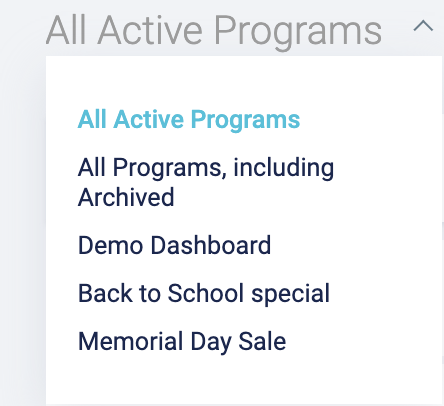 All Active Programs
All Active Programs
All Programs, including
Archived
Demo Dashboard
Back to School special
Memorial Day Sale